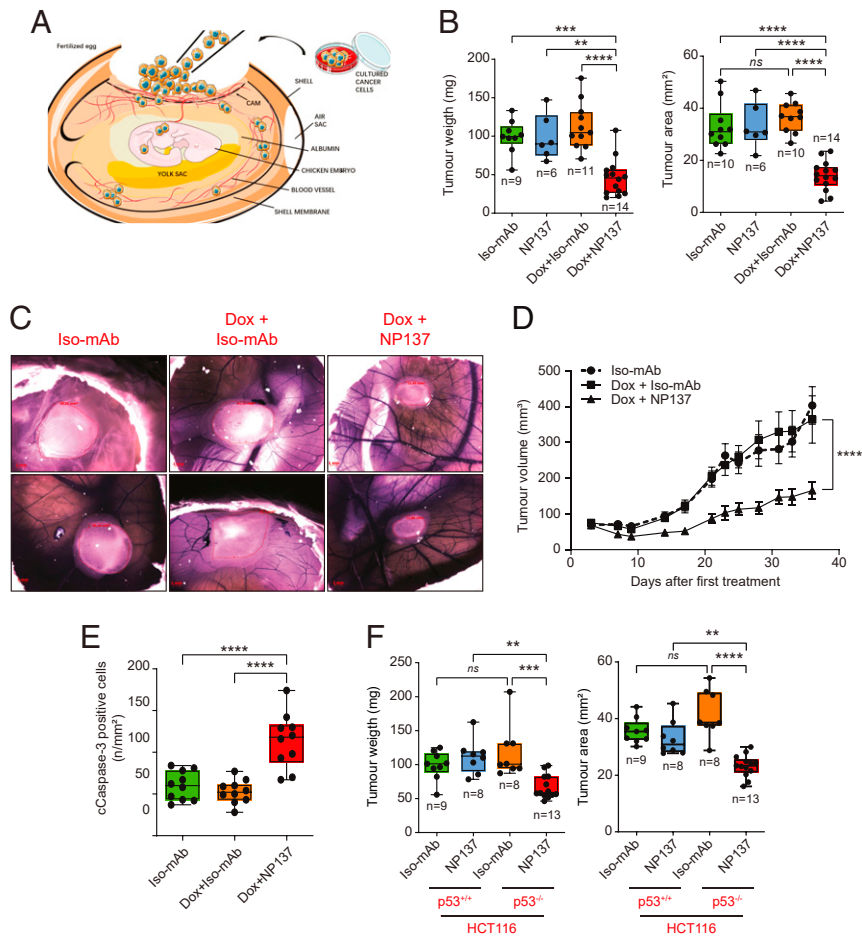 A
Fertilized egg
CULTURED
CANCER
CELLS
SHELL
CAM
AIR
SAC
ALBUMIN
CHICKEN EMBRYO
YOLK SAC
BLOOD VESSEL
SHELL MEMBRANE
B
Tumour weigth (mg)
200
150
100
50
0
***
**
****
n=9
n=6
n=11
n=14
Iso-mAb
NP137
Dox+Iso-mAb
Dox+NP137
Tumour area (mm²)
60
40
20
0
****
****
ns
****
n=10
n=6
n=10
n=14
Iso-mAb
NP137
Dox+Iso-mAb
Dox+NP137
C
Iso-mAb
Dox +
Iso-mAb
Dox +
NP137
D
Iso-mAb
Dox + Iso-mAb
Dox + NP137
Tumour volume (mm³)
500
400
300
200
100
0
0
10
20
30
40
Days after first treatment
****
E
cCaspase-3 positive cells
(n/mm²)
200
150
100
50
0
****
****
Iso-mAb
Dox+Iso-mAb
Dox+NP137
F
Tumour weigth (mg)
250
200
150
100
50
0
**
ns
***
n=9
n=8
n=8
n=13
Iso-mAb
NP137
Iso-mAb
NP137
p53+/+
p53-/-
HCT116
Tumour area (mm²)
60
40
20
0
**
ns
****
n=9
n=8
n=8
n=13
Iso-mAb
NP137
Iso-mAb
NP137
p53+/+
p53-/-
HCT116